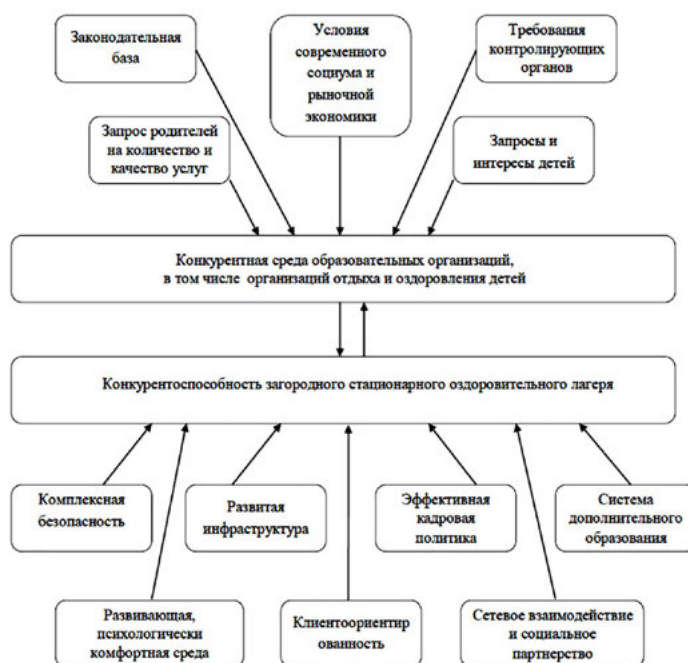 Законодательная
база
Условия
современного
социума и
рыночной
экономики
Требования
контролирующих
органов
Запрос родителей
на количество и
качество услуг
Запросы и
интересы детей
Конкурентная среда образовательных организаций,
в том числе организаций отдыха и оздоровления детей
Конкурентоспособность загородного стационарного оздоровительного лагеря
Комплексная
безопасность
Развитая
инфраструктура
Эффективная
кадровая
политика
Система
дополнительного
образования
Развивающая,
психологически
комфортная среда
Клиентоориентир
ованность
Сетевое взаимодействие
и социальное
партнерство